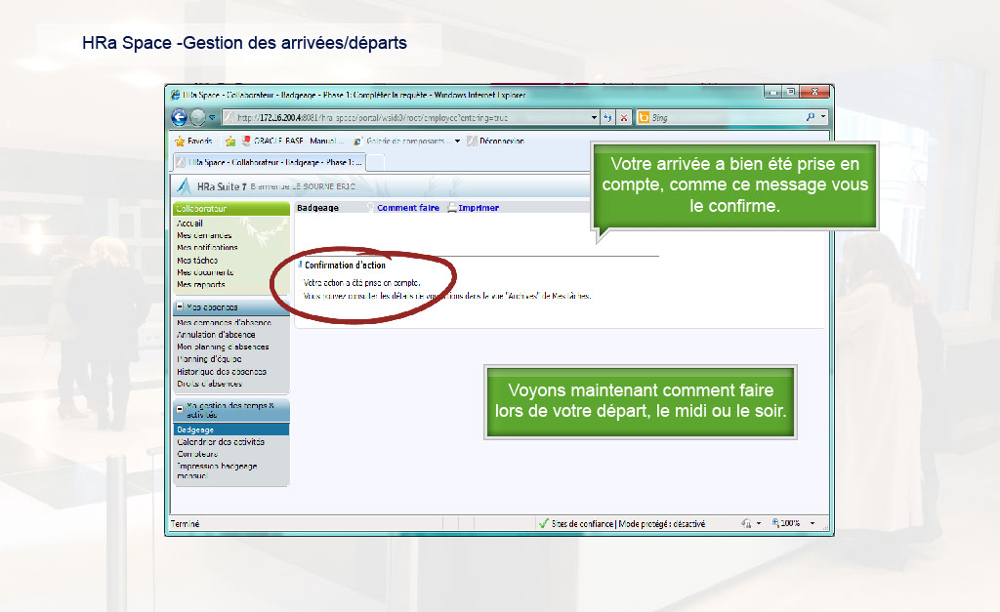 HRa Space -Gestion des arrivées/départs
HRa Space - Collaborateur - Badgeage - Phase 1: Compléter la requête - Windows Internet Explorer
http://172.16.200.4:8081/hra-space/portal/wsid:0/root/employee?entering=true
Bing
Favoris
ORACLE-BASE - Manual ...
Galerie de composants ...
Déconnexion
HRa Space - Collaborateur - Badgeage - Phase 1: ...
Votre arrivée a bien été prise en
compte, comme ce message vous
le confirme.
HRa Suite 7 Bienvenue LE SOURNE ERIC
Collaborateur
Accueil
Mes demandes
Mes notifications
Mes tâches
Mes documents
Mes rapports
Badgeage Comment faire Imprimer
Confirmation d'action
Votre action a été prise en compte.
Vous pouvez consulter les détails de vos actions dans la vue "Archives" de Mes tâches.
Mes absences
Mes demandes d'absence
Annulation d'absence
Mon planning d'absences
Planning d'équipe
Historique des absences
Droits d'absences
Ma gestion des temps &
activités
Badgeage
Calendrier des activités
Compteurs
Impression badgeage
mensuel
Voyons maintenant comment faire
lors de votre départ, le midi ou le soir.
Terminé
Sites de confiance | Mode protégé : désactivé
100%